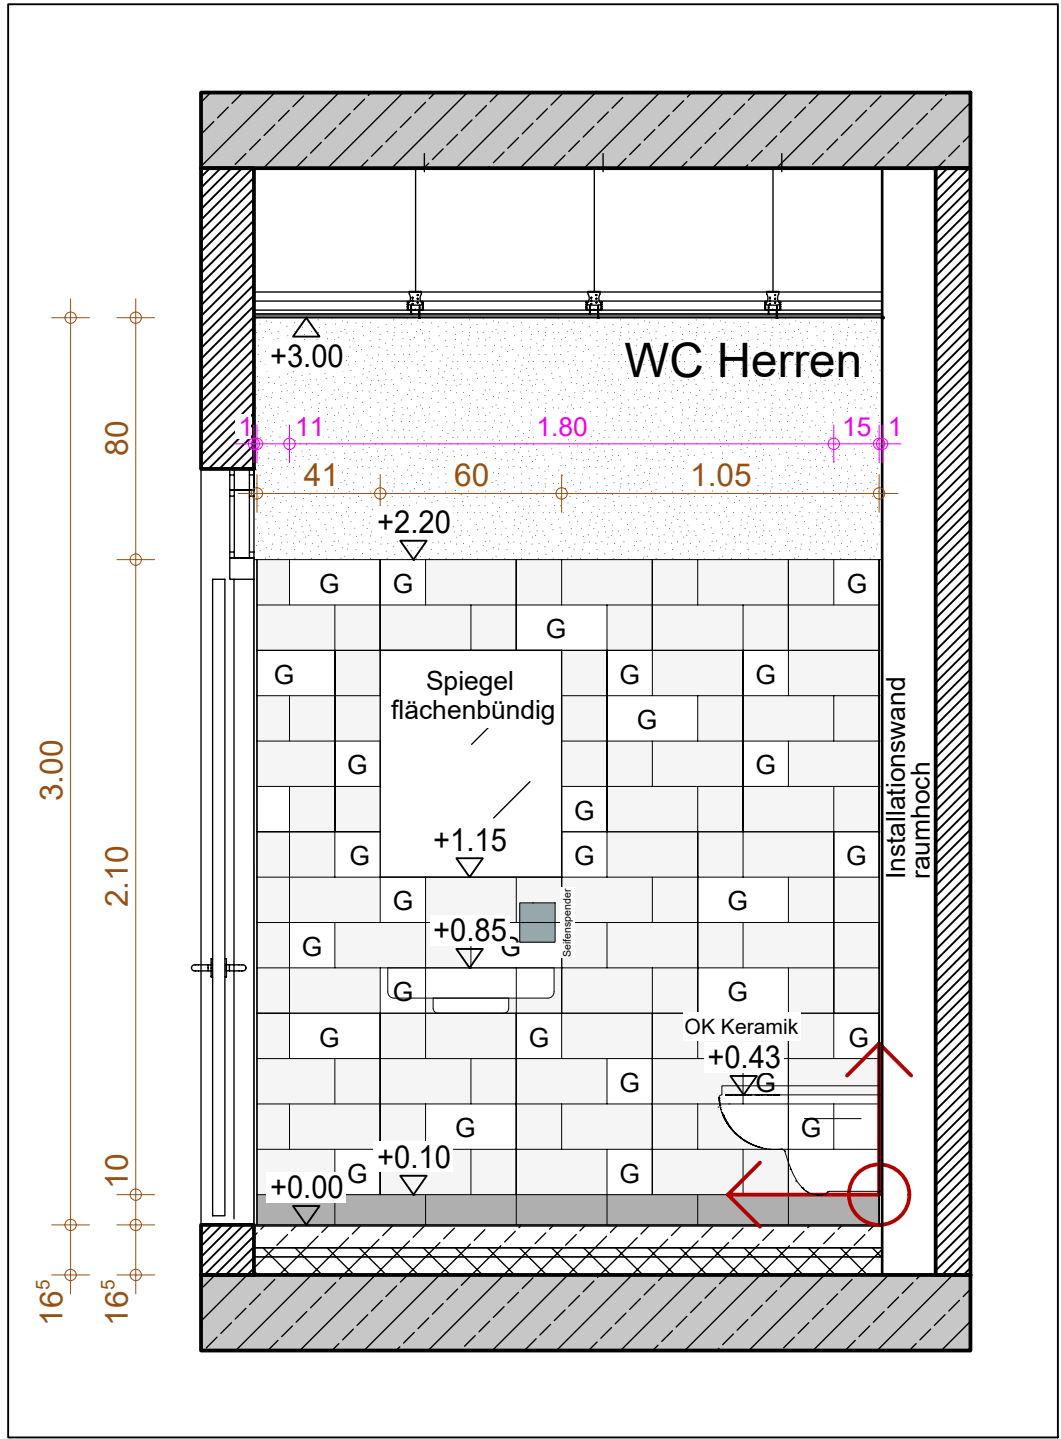 +3.00
WC Herren
1 11 1.80 15 1
80
41 60 1.05
+2.20
G G G
G
Spiegel
flächenbündig
G G G
G
Installationswand
raumhoch
3.00
G G
G
+1.15
G G G
2.10
G G
Seifenspender
+0.85
G G
G G
OK Keramik
G G G
+0.43
G G
G G
+0.10
10
G G
+0.00
16⁵ 16⁵